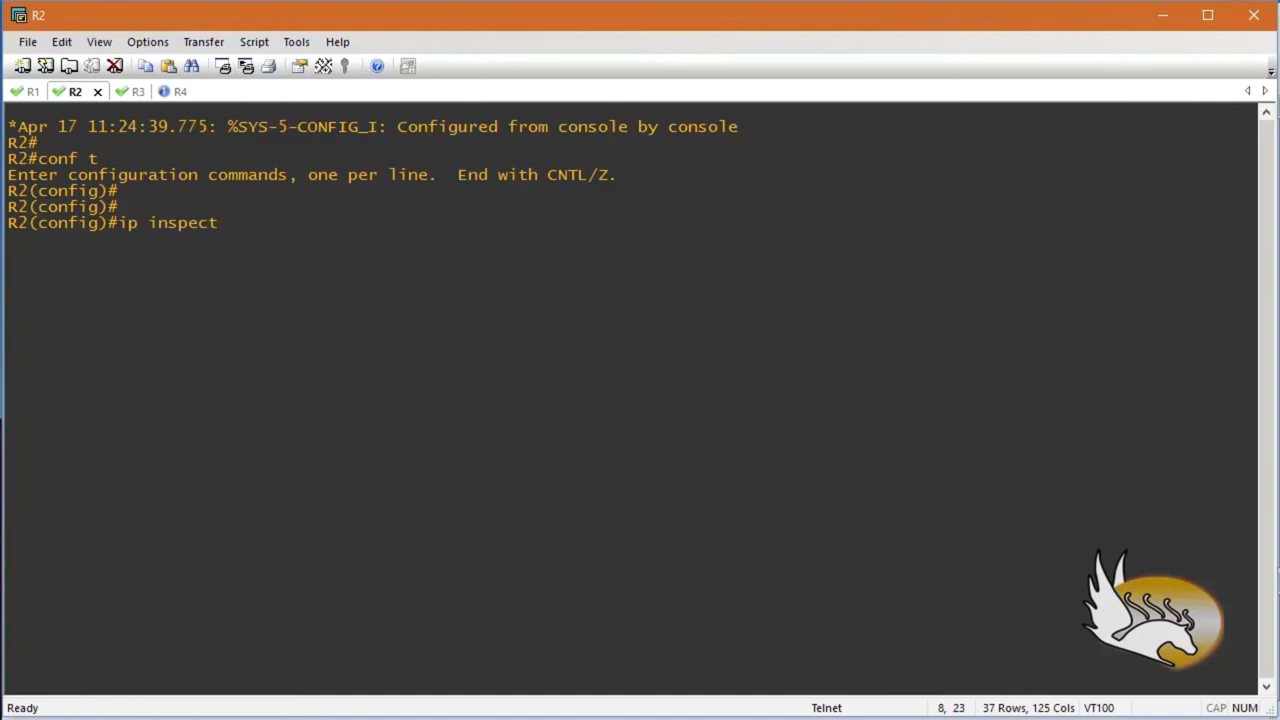 R2
File Edit View Options Transfer Script Tools Help
R1 R2 R3 R4
*Apr 17 11:24:39.775: %SYS-5-CONFIG_I: Configured from console by console
R2#
R2#conf t
Enter configuration commands, one per line.  End with CNTL/Z.
R2(config)#
R2(config)#
R2(config)#ip inspect
Ready Telnet 8, 23 37 Rows, 125 Cols VT100 CAP NUM